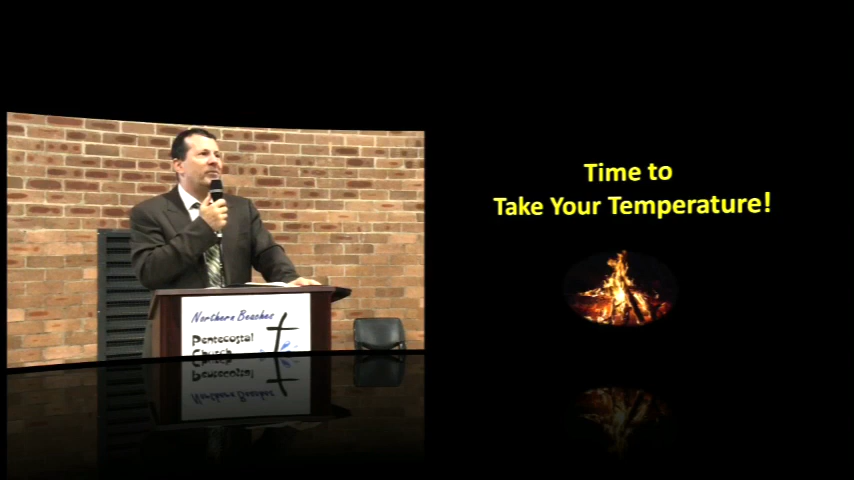 Time to
Take Your Temperature!
Northern Beaches
Pentecostal
Church